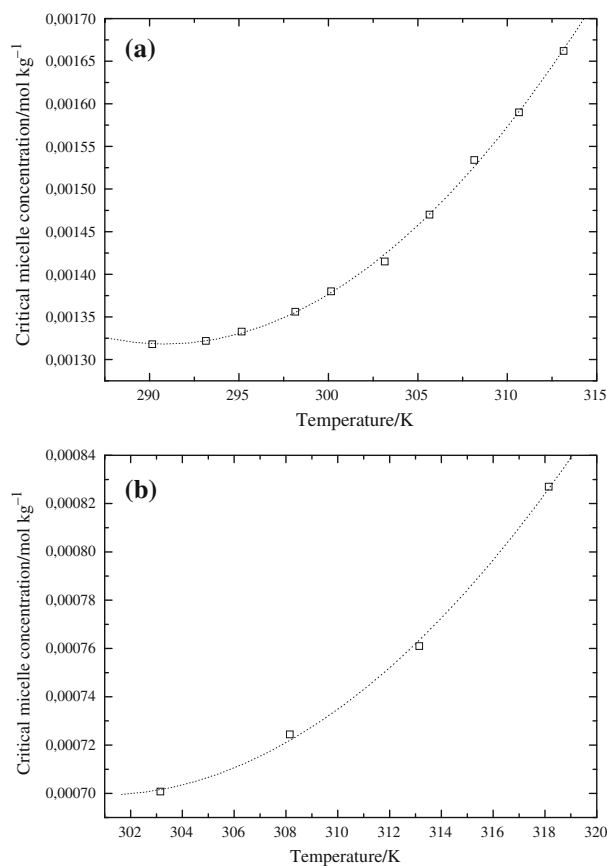 (a)
Critical micelle concentration/mol kg⁻¹
0,00170
0,00165
0,00160
0,00155
0,00150
0,00145
0,00140
0,00135
0,00130
290 295 300 305 310 315
Temperature/K
(b)
Critical micelle concentration/mol kg⁻¹
0,00084
0,00082
0,00080
0,00078
0,00076
0,00074
0,00072
0,00070
302 304 306 308 310 312 314 316 318 320
Temperature/K